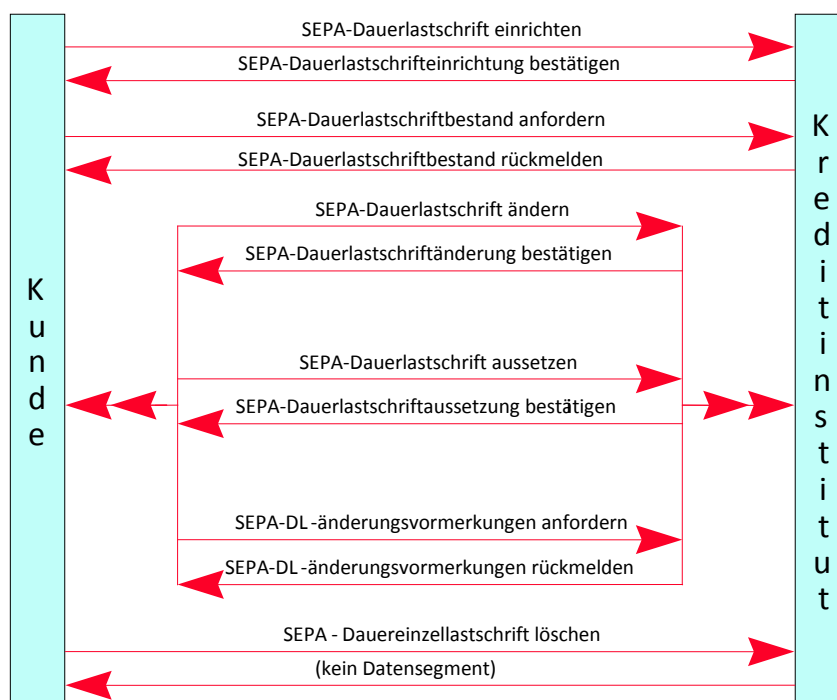 SEPA-Dauerlastschrift einrichten
SEPA-Dauerlastschrifteinrichtung bestätigen
SEPA-Dauerlastschriftbestand anfordern
SEPA-Dauerlastschriftbestand rückmelden
SEPA-Dauerlastschrift ändern
SEPA-Dauerlastschriftänderung bestätigen
Kunde
Kreditinstitut
SEPA-Dauerlastschrift aussetzen
SEPA-Dauerlastschriftaussetzung bestätigen
SEPA-DL-änderungsvormerkungen anfordern
SEPA-DL-änderungsvormerkungen rückmelden
SEPA - Dauereinzellastschrift löschen
(kein Datensegment)